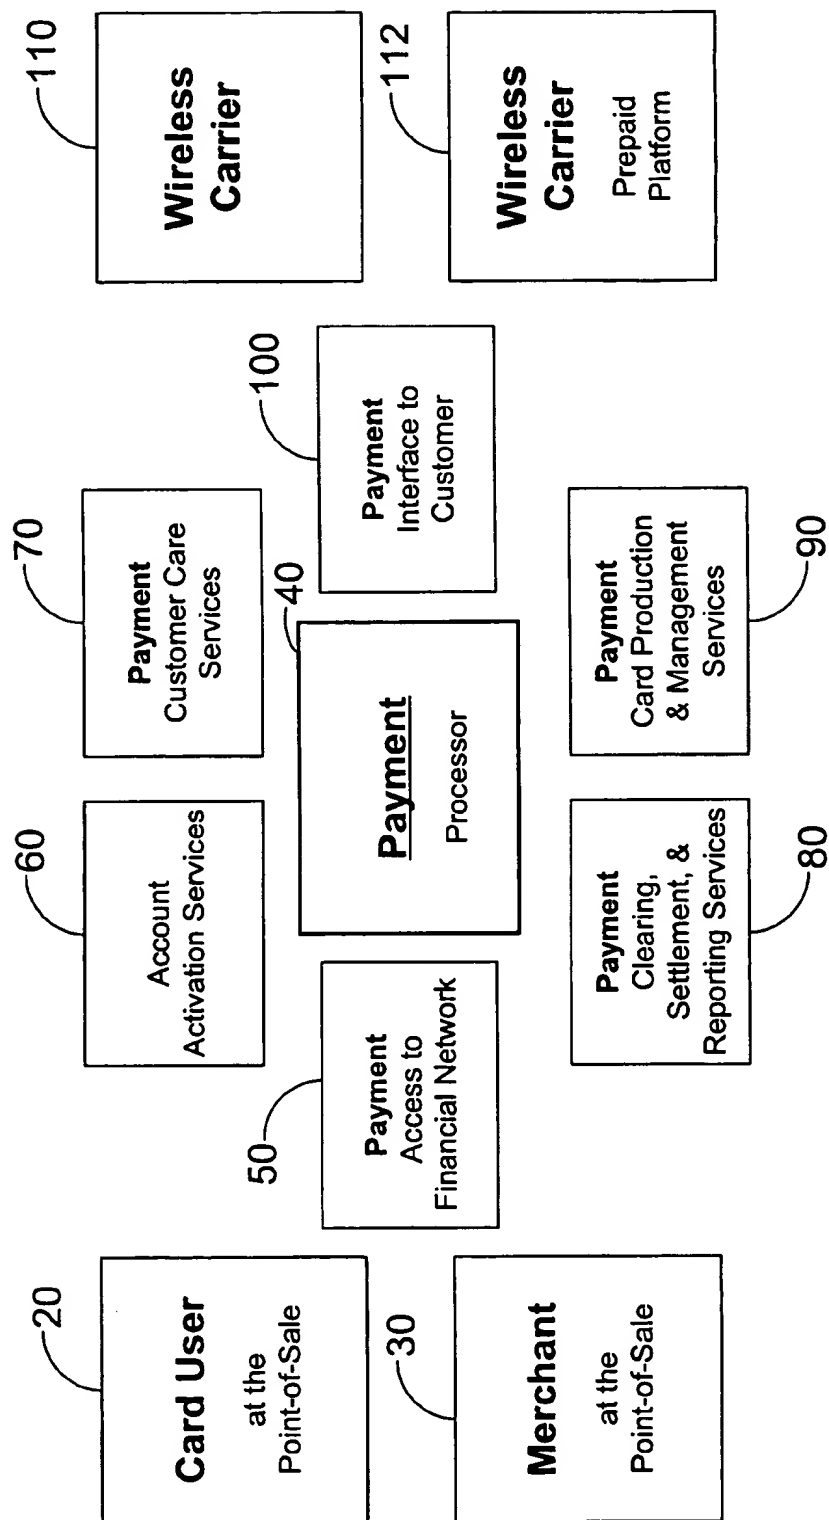 20
Card User
at the
Point-of-Sale
30
Merchant
at the
Point-of-Sale
60
Account
Activation Services
50
Payment
Access to
Financial Network
80
Payment
Clearing,
Settlement, &
Reporting Services
70
Payment
Customer Care
Services
40
Payment
Processor
90
Payment
Card Production
& Management
Services
100
Payment
Interface to
Customer
110
Wireless
Carrier
112
Wireless
Carrier
Prepaid
Platform